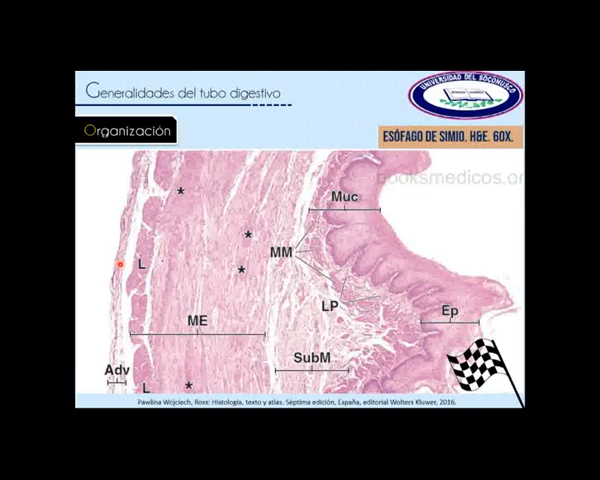 Generalidades del tubo digestivo
UNIVERSIDAD DEL SOCONUSCO
Organización
ESÓFAGO DE SIMIO. H&E. 60X.
booksmedicos.or
Muc
*
*
MM
L
*
LP
ME
Ep
SubM
Adv
L
*
Pawlina Wojciech, Ross: Histología, texto y atlas. Séptima edición, España, editorial Wolters Kluwer, 2016.